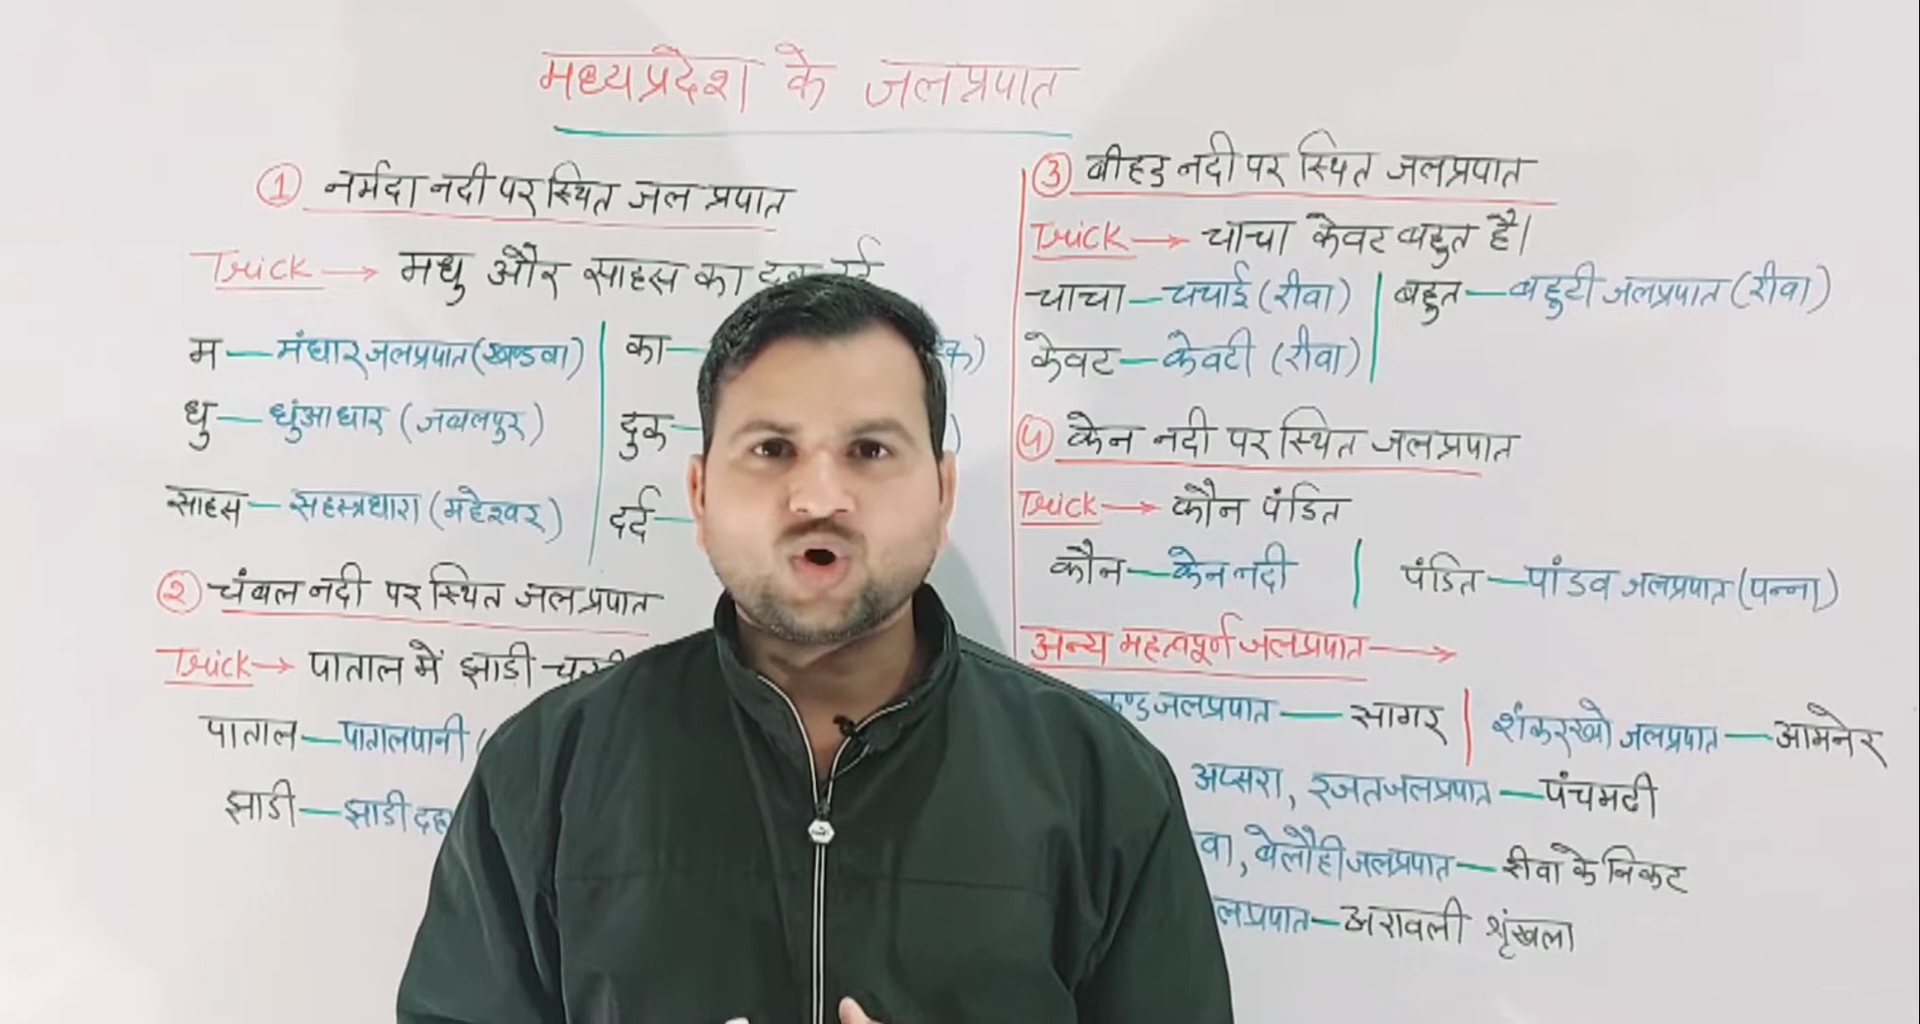 मध्यप्रदेश के जलप्रपात
① नर्मदा नदी पर स्थित जल प्रपात
Trick → मधु और साहस का दर्द
म — मंधार जलप्रपात (खण्डवा)
धु — धुंआधार (जबलपुर)
साहस — सहस्त्रधारा (महेश्वर)
का —
दुक —
दर्द —
② चंबल नदी पर स्थित जल प्रपात
Trick → पाताल में झाडी
पाताल — पातालपानी (
झाडी — झाडी
③ बीहड नदी पर स्थित जलप्रपात
Trick → चाचा केवट बहुत है।
चाचा — चचाई (रीवा)
बहुत — बहुटी जलप्रपात (रीवा)
केवट — केवटी (रीवा)
④ केन नदी पर स्थित जलप्रपात
Trick → कौन पंडित
कौन — केन नदी
पंडित — पांडव जलप्रपात (पन्ना)
अन्य महत्वपूर्ण जलप्रपात →
कुण्ड जलप्रपात — सागर
शंकरखो जलप्रपात — आमनेर
अप्सरा, रजत जलप्रपात — पंचमढी
वा, बेलौही जलप्रपात — रीवा के निकट
लप्रपात — अरावली शृंखला